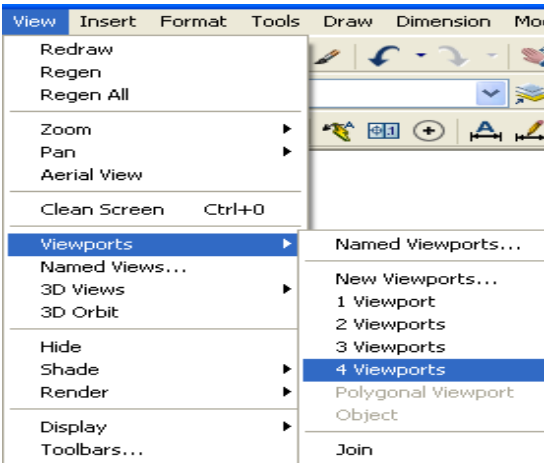 View Insert Format Tools Draw Dimension Mo
Redraw
Regen
Regen All
Zoom
Pan
Aerial View
Clean Screen Ctrl+0
Viewports
Named Views...
3D Views
3D Orbit
Hide
Shade
Render
Display
Toolbars...
Named Viewports...
New Viewports...
1 Viewport
2 Viewports
3 Viewports
4 Viewports
Polygonal Viewport
Object
Join